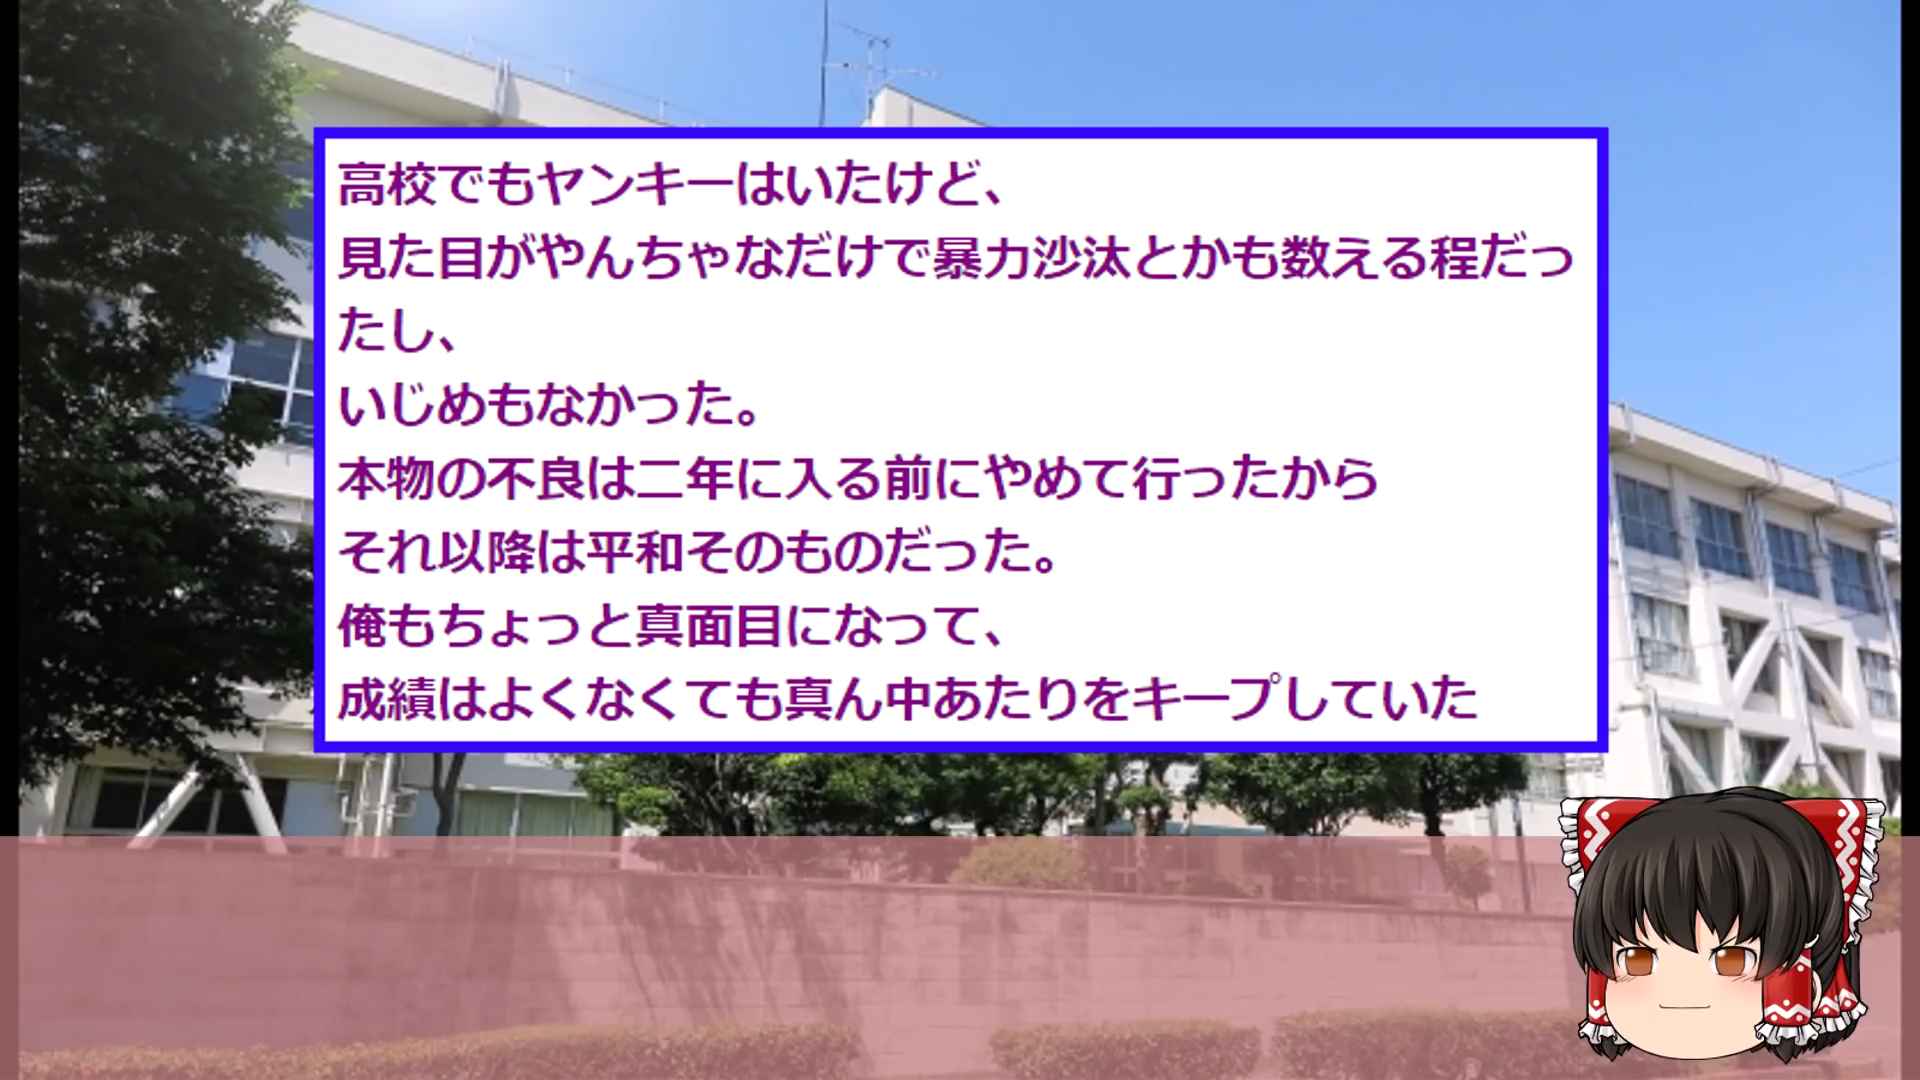 高校でもヤンキーはいたけど、
見た目がやんちゃなだけで暴力沙汰とかも数える程だっ
たし、
いじめもなかった。
本物の不良は二年に入る前にやめて行ったから
それ以降は平和そのものだった。
俺もちょっと真面目になって、
成績はよくなくても真ん中あたりをキープしていた